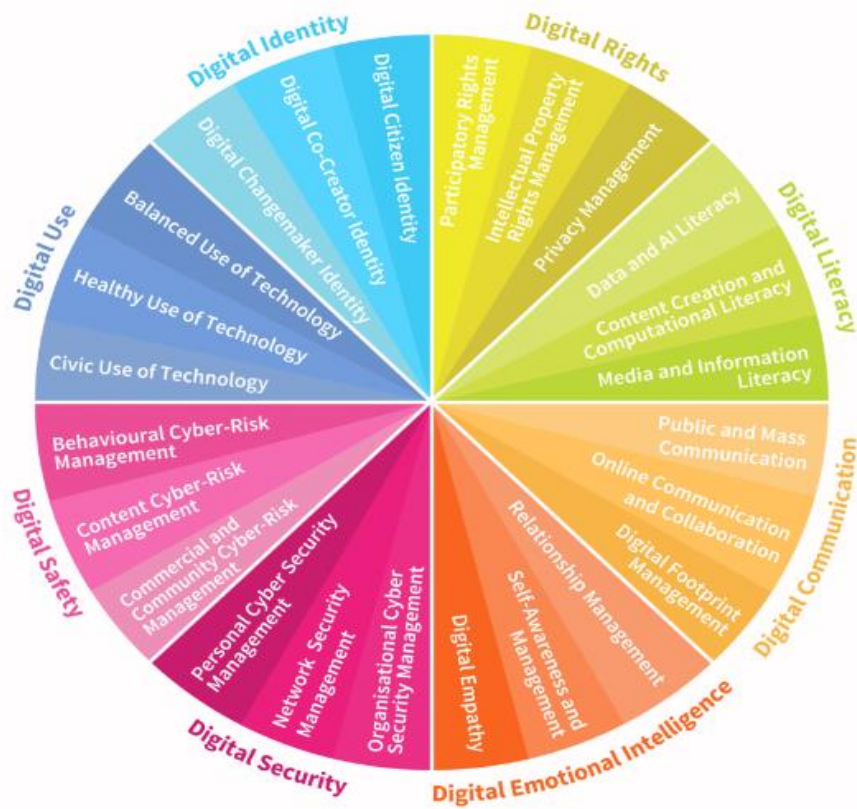 Digital Identity
Digital Changemaker Identity
Digital Co-Creator Identity
Digital Citizen Identity
Digital Rights
Participatory Rights
Management
Intellectual Property
Rights Management
Privacy Management
Digital Literacy
Data and AI Literacy
Content Creation and
Computational Literacy
Media and Information
Literacy
Digital Communication
Public and Mass
Communication
Online Communication
and Collaboration
Digital Footprint
Management
Digital Emotional Intelligence
Relationship Management
Self-Awareness and
Management
Digital Empathy
Digital Security
Organisational Cyber
Security Management
Network Security
Management
Personal Cyber Security
Management
Digital Safety
Commercial and
Community Cyber-Risk
Management
Content Cyber-Risk
Management
Behavioural Cyber-Risk
Management
Digital Use
Civic Use of Technology
Healthy Use of Technology
Balanced Use of Technology